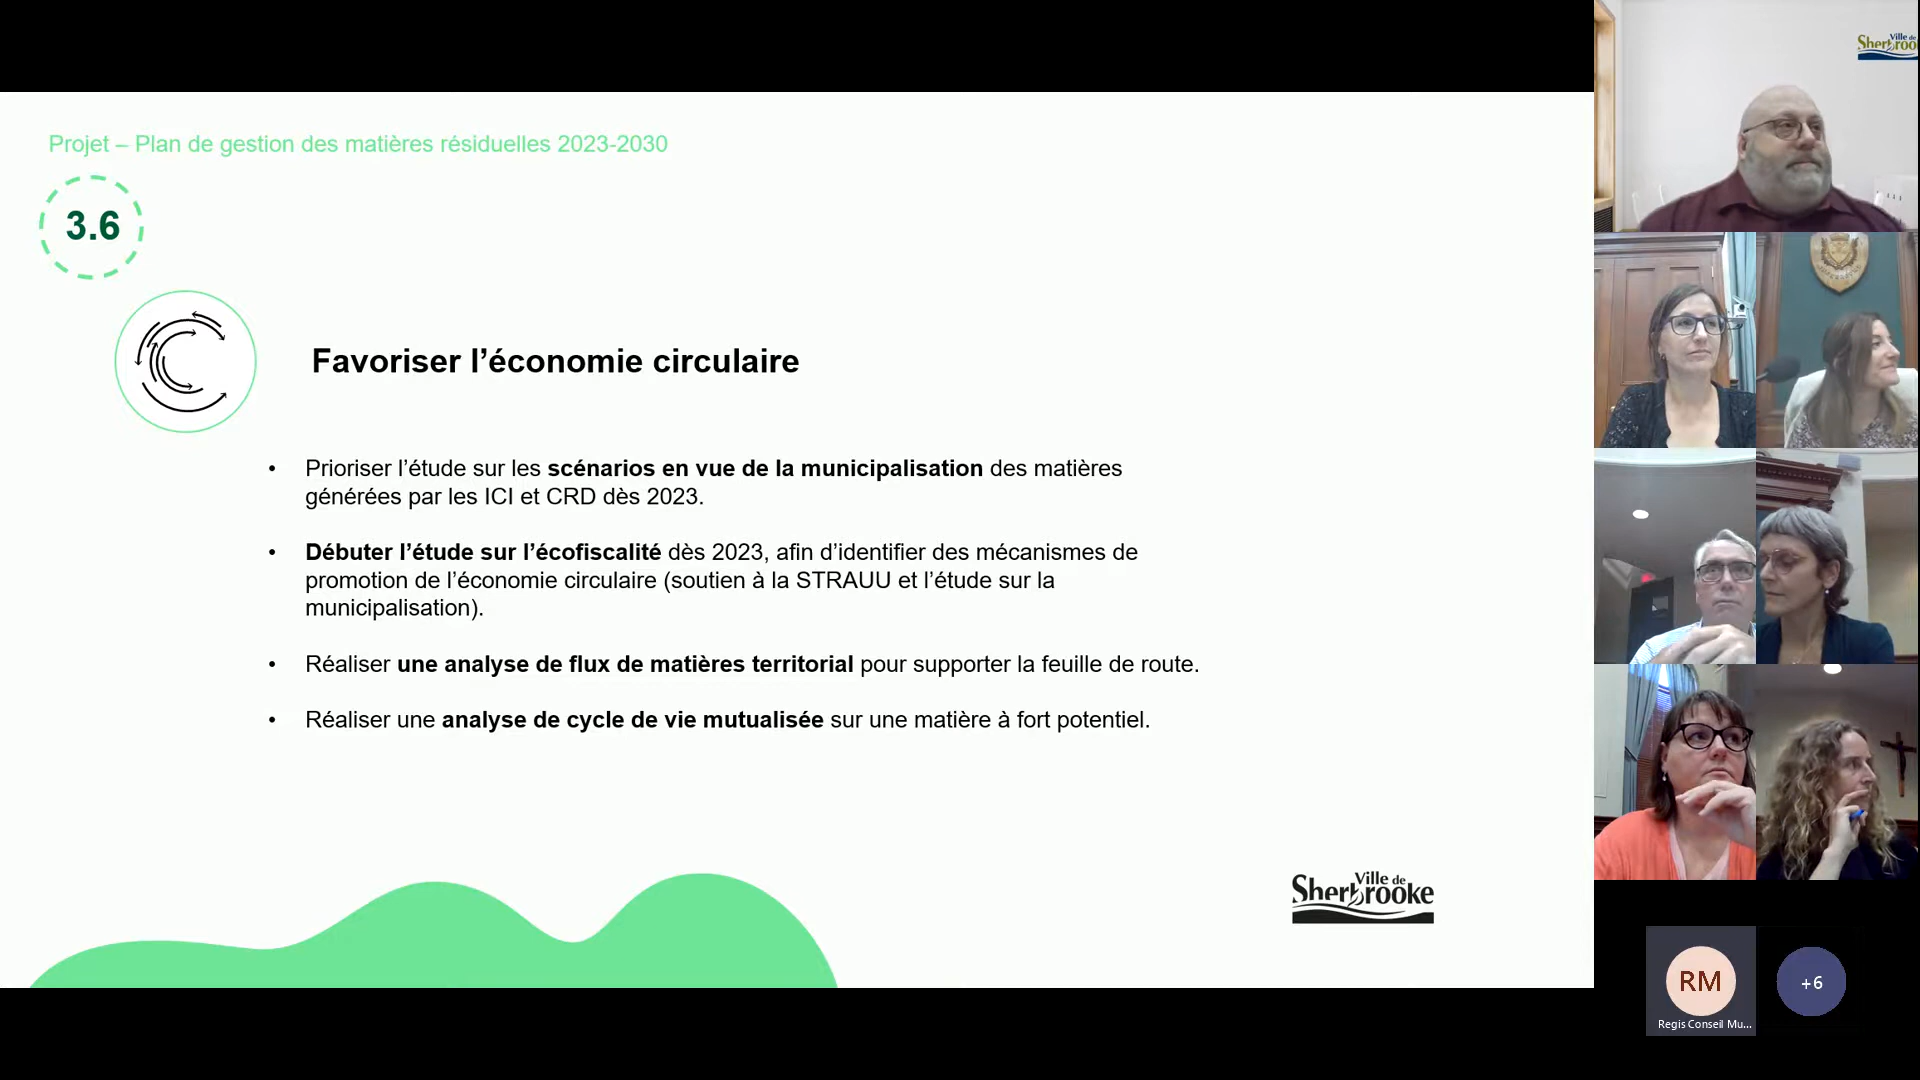 Projet – Plan de gestion des matières résiduelles 2023-2030
3.6
Favoriser l’économie circulaire
• Prioriser l’étude sur les scénarios en vue de la municipalisation des matières
générées par les ICI et CRD dès 2023.
• Débuter l’étude sur l’écofiscalité dès 2023, afin d’identifier des mécanismes de
promotion de l’économie circulaire (soutien à la STRAUU et l’étude sur la
municipalisation).
• Réaliser une analyse de flux de matières territorial pour supporter la feuille de route.
• Réaliser une analyse de cycle de vie mutualisée sur une matière à fort potentiel.
Ville de
Sherbrooke
Ville de
Sherbroo
RM
Regis Conseil Mu...
+6